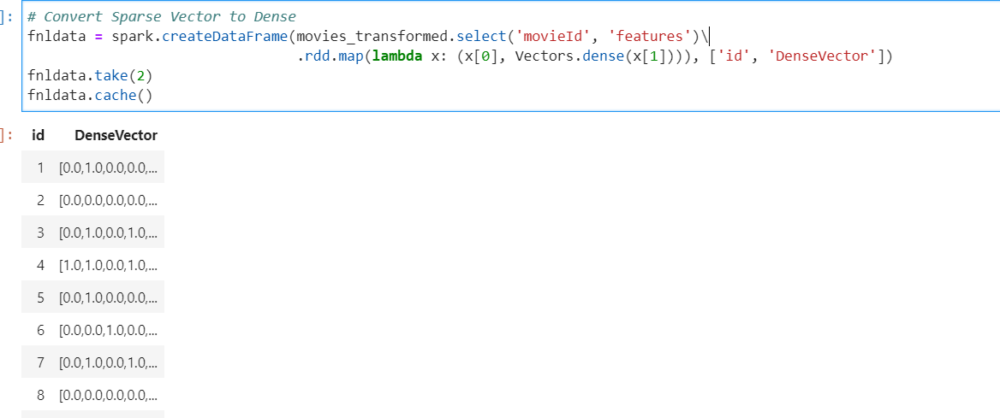 ]: # Convert Sparse Vector to Dense
fnldata = spark.createDataFrame(movies_transformed.select('movieId', 'features')\
.rdd.map(lambda x: (x[0], Vectors.dense(x[1]))), ['id', 'DenseVector'])
fnldata.take(2)
fnldata.cache()
]: id DenseVector
1 [0.0,1.0,0.0,0.0,...
2 [0.0,0.0,0.0,0.0,...
3 [0.0,1.0,0.0,1.0,...
4 [1.0,1.0,0.0,1.0,...
5 [0.0,1.0,0.0,0.0,...
6 [0.0,0.0,1.0,0.0,...
7 [0.0,1.0,0.0,1.0,...
8 [0.0,0.0,0.0,0.0,...